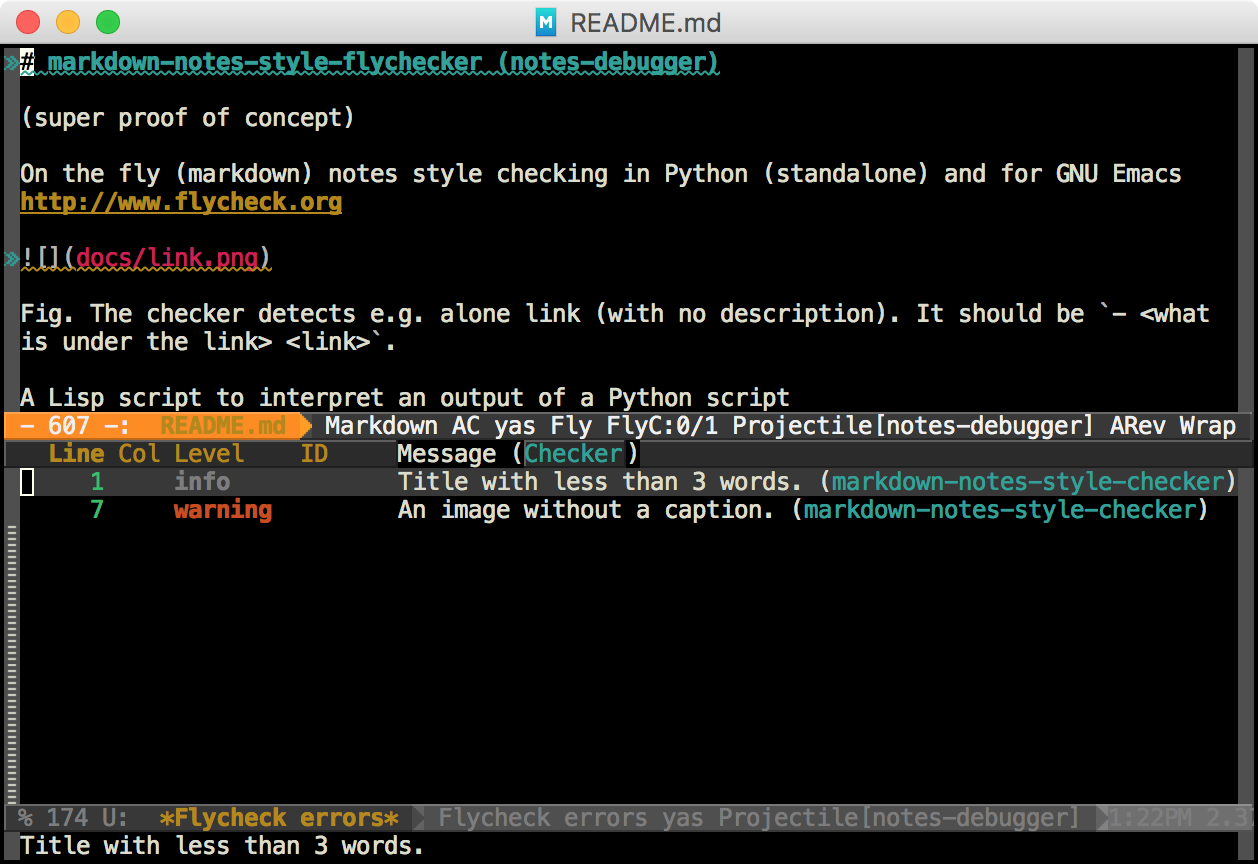 M README.md
»# markdown-notes-style-flychecker (notes-debugger)
(super proof of concept)
On the fly (markdown) notes style checking in Python (standalone) and for GNU Emacs
http://www.flycheck.org
»![](docs/link.png)
Fig. The checker detects e.g. alone link (with no description). It should be `- <what
is under the link> <link>`.
A Lisp script to interpret an output of a Python script
- 607 -: README.md Markdown AC yas Fly FlyC:0/1 Projectile[notes-debugger] ARev Wrap
Line Col Level ID Message (Checker)
1 info Title with less than 3 words. (markdown-notes-style-checker)
7 warning An image without a caption. (markdown-notes-style-checker)
% 174 U: *Flycheck errors* Flycheck errors yas Projectile[notes-debugger] 1:22PM
Title with less than 3 words.